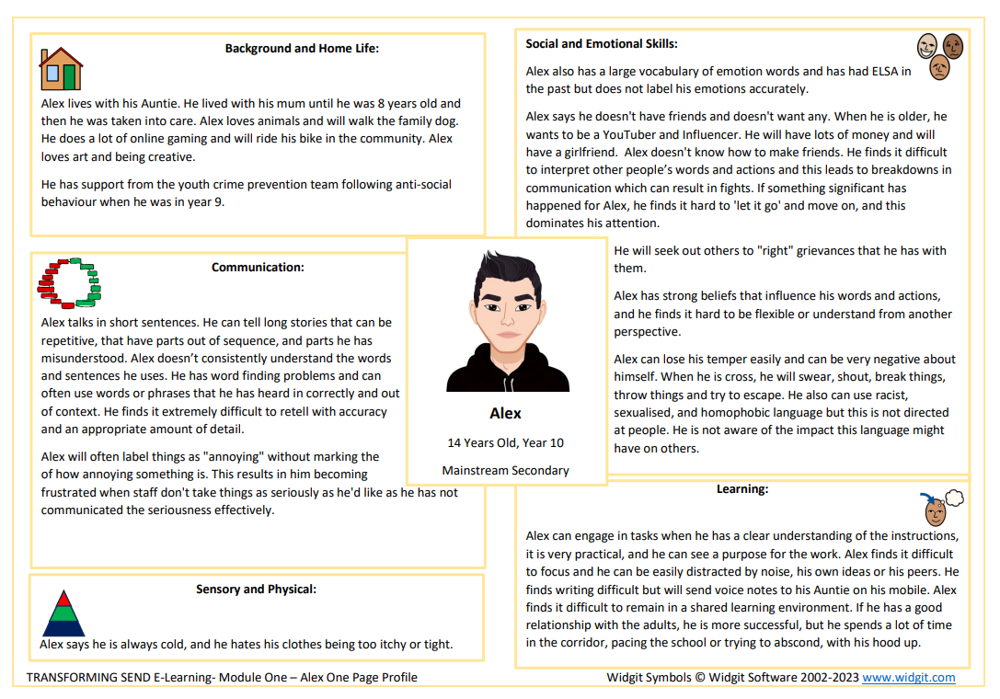 Background and Home Life:
Alex lives with his Auntie. He lived with his mum until he was 8 years old and
then he was taken into care. Alex loves animals and will walk the family dog.
He does a lot of online gaming and will ride his bike in the community. Alex
loves art and being creative.
He has support from the youth crime prevention team following anti-social
behaviour when he was in year 9.
Communication:
Alex talks in short sentences. He can tell long stories that can be
repetitive, that have parts out of sequence, and parts he has
misunderstood. Alex doesn’t consistently understand the words
and sentences he uses. He has word finding problems and can
often use words or phrases that he has heard in correctly and out
of context. He finds it extremely difficult to retell with accuracy
and an appropriate amount of detail.
Alex will often label things as "annoying" without marking the
of how annoying something is. This results in him becoming
frustrated when staff don't take things as seriously as he'd like as he has not
communicated the seriousness effectively.
Sensory and Physical:
Alex says he is always cold, and he hates his clothes being too itchy or tight.
Alex
14 Years Old, Year 10
Mainstream Secondary
Social and Emotional Skills:
Alex also has a large vocabulary of emotion words and has had ELSA in
the past but does not label his emotions accurately.
Alex says he doesn't have friends and doesn't want any. When he is older, he
wants to be a YouTuber and Influencer. He will have lots of money and will
have a girlfriend.  Alex doesn't know how to make friends. He finds it difficult
to interpret other people’s words and actions and this leads to breakdowns in
communication which can result in fights. If something significant has
happened for Alex, he finds it hard to 'let it go' and move on, and this
dominates his attention.
He will seek out others to "right" grievances that he has with
them.
Alex has strong beliefs that influence his words and actions,
and he finds it hard to be flexible or understand from another
perspective.
Alex can lose his temper easily and can be very negative about
himself. When he is cross, he will swear, shout, break things,
throw things and try to escape. He also can use racist,
sexualised, and homophobic language but this is not directed
at people. He is not aware of the impact this language might
have on others.
Learning:
Alex can engage in tasks when he has a clear understanding of the instructions,
it is very practical, and he can see a purpose for the work. Alex finds it difficult
to focus and he can be easily distracted by noise, his own ideas or his peers. He
finds writing difficult but will send voice notes to his Auntie on his mobile. Alex
finds it difficult to remain in a shared learning environment. If he has a good
relationship with the adults, he is more successful, but he spends a lot of time
in the corridor, pacing the school or trying to abscond, with his hood up.
TRANSFORMING SEND E-Learning- Module One – Alex One Page Profile
Widgit Symbols © Widgit Software 2002-2023 www.widgit.com